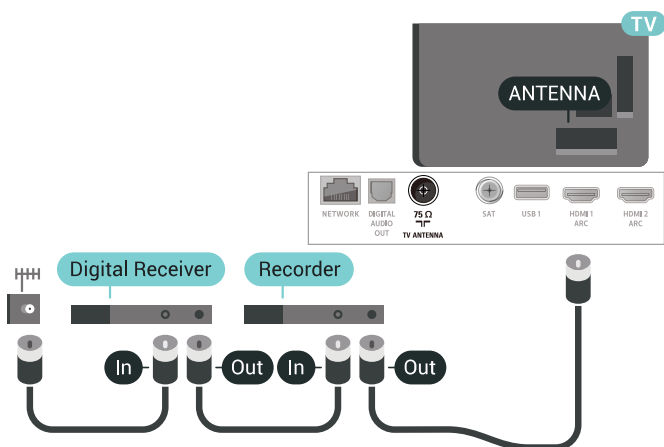 TV
ANTENNA
NETWORK
DIGITAL
AUDIO
OUT
75 Ω
TV ANTENNA
SAT
USB 1
HDMI 1
ARC
HDMI 2
ARC
Digital Receiver
Recorder
In
Out
In
Out